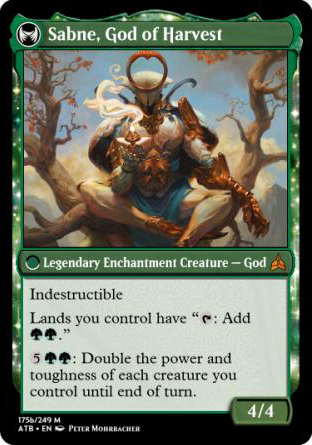 Sabne, God of Harvest
Legendary Enchantment Creature — God
Indestructible
Lands you control have “: Add
.”
5: Double the power and
toughness of each creature you
control until end of turn.
175b/249 M
ATB • EN Peter Mohrbacher
4/4